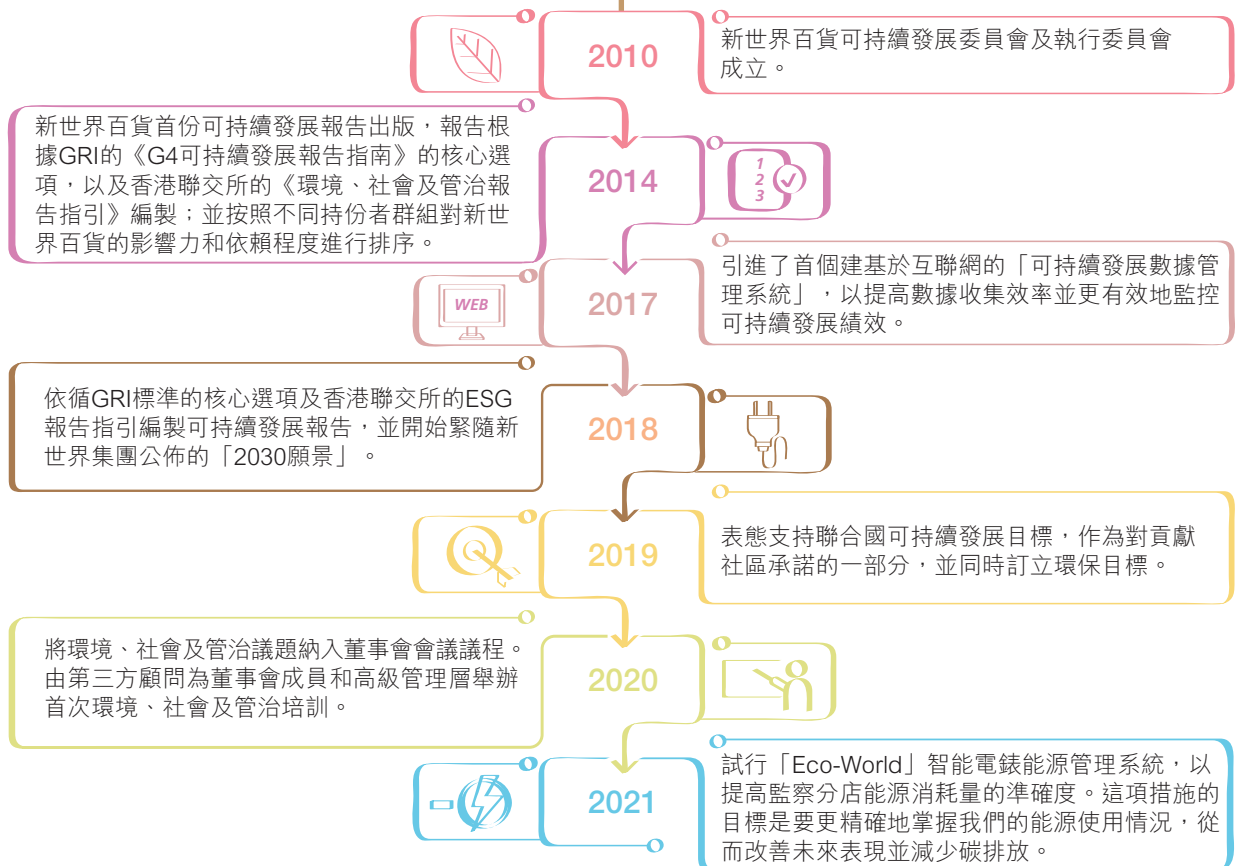 2010
新世界百貨可持續發展委員會及執行委員會
成立。
新世界百貨首份可持續發展報告出版，報告根
據GRI的《G4可持續發展報告指南》的核心選
項，以及香港聯交所的《環境、社會及管治報
告指引》編製；並按照不同持份者群組對新世
界百貨的影響力和依賴程度進行排序。
2014
1
2
3
WEB
2017
引進了首個建基於互聯網的「可持續發展數據管
理系統」，以提高數據收集效率並更有效地監控
可持續發展績效。
依循GRI標準的核心選項及香港聯交所的ESG
報告指引編製可持續發展報告，並開始緊隨新
世界集團公佈的「2030願景」。
2018
2019
表態支持聯合國可持續發展目標，作為對貢獻
社區承諾的一部分，並同時訂立環保目標。
將環境、社會及管治議題納入董事會會議議程。
由第三方顧問為董事會成員和高級管理層舉辦
首次環境、社會及管治培訓。
2020
2021
試行「Eco-World」智能電錶能源管理系統，以
提高監察分店能源消耗量的準確度。這項措施的
目標是要更精確地掌握我們的能源使用情況，從
而改善未來表現並減少碳排放。